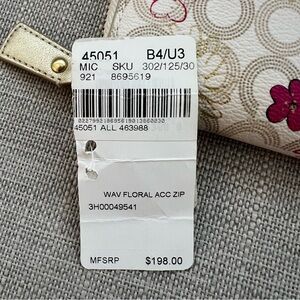 45051 B4/U3
MIC SKU 302/125/30
921 8695619
45051 ALL 463988
WAV FLORAL ACC ZIP
3H00049541
MFSRP $198.00